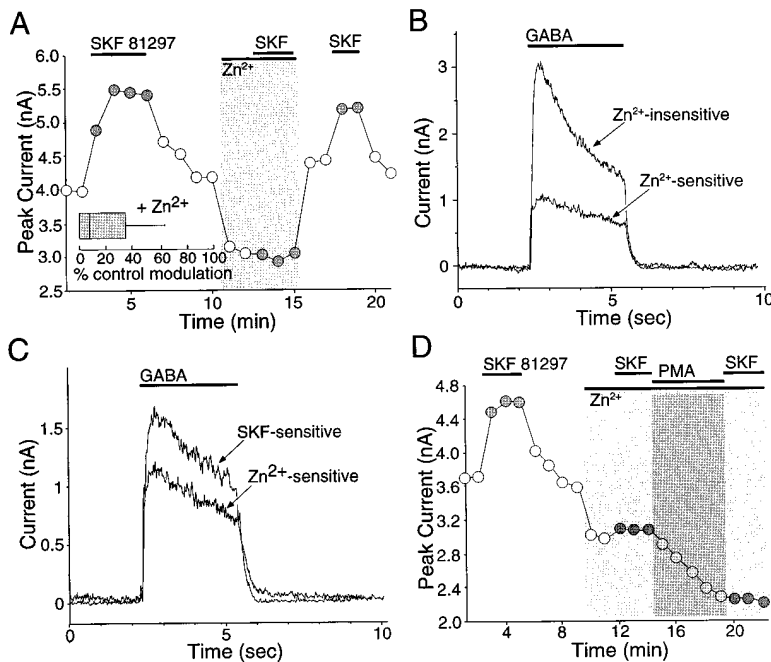 A
SKF 81297
SKF
SKF
Zn2+
Peak Current (nA)
6.0
5.5
5.0
4.5
4.0
3.5
3.0
2.5
+ Zn2+
0 20 40 60 80 100
% control modulation
5 10 15 20
Time (min)
B
GABA
Current (nA)
3
2
1
0
Zn2+-insensitive
Zn2+-sensitive
0 5 10
Time (sec)
C
GABA
Current (nA)
1.5
1
0.5
0
SKF-sensitive
Zn2+-sensitive
0 5 10
Time (sec)
D
SKF 81297
SKF
PMA
SKF
Zn2+
Peak Current (nA)
4.8
4.4
4.0
3.6
3.2
2.8
2.4
2.0
4 8 12 16 20
Time (min)